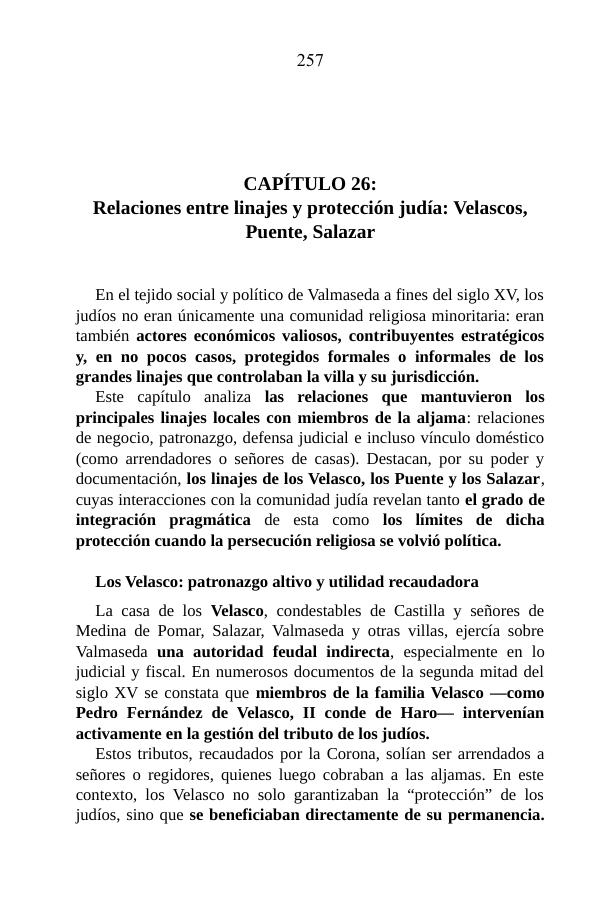 257
CAPÍTULO 26:
Relaciones entre linajes y protección judía: Velascos,
Puente, Salazar
En el tejido social y político de Valmaseda a fines del siglo XV, los
judíos no eran únicamente una comunidad religiosa minoritaria: eran
también actores económicos valiosos, contribuyentes estratégicos
y, en no pocos casos, protegidos formales o informales de los
grandes linajes que controlaban la villa y su jurisdicción.
Este capítulo analiza las relaciones que mantuvieron los
principales linajes locales con miembros de la aljama: relaciones
de negocio, patronazgo, defensa judicial e incluso vínculo doméstico
(como arrendadores o señores de casas). Destacan, por su poder y
documentación, los linajes de los Velasco, los Puente y los Salazar,
cuyas interacciones con la comunidad judía revelan tanto el grado de
integración pragmática de esta como los límites de dicha
protección cuando la persecución religiosa se volvió política.
Los Velasco: patronazgo altivo y utilidad recaudadora
La casa de los Velasco, condestables de Castilla y señores de
Medina de Pomar, Salazar, Valmaseda y otras villas, ejercía sobre
Valmaseda una autoridad feudal indirecta, especialmente en lo
judicial y fiscal. En numerosos documentos de la segunda mitad del
siglo XV se constata que miembros de la familia Velasco —como
Pedro Fernández de Velasco, II conde de Haro— intervenían
activamente en la gestión del tributo de los judíos.
Estos tributos, recaudados por la Corona, solían ser arrendados a
señores o regidores, quienes luego cobraban a las aljamas. En este
contexto, los Velasco no solo garantizaban la “protección” de los
judíos, sino que se beneficiaban directamente de su permanencia.